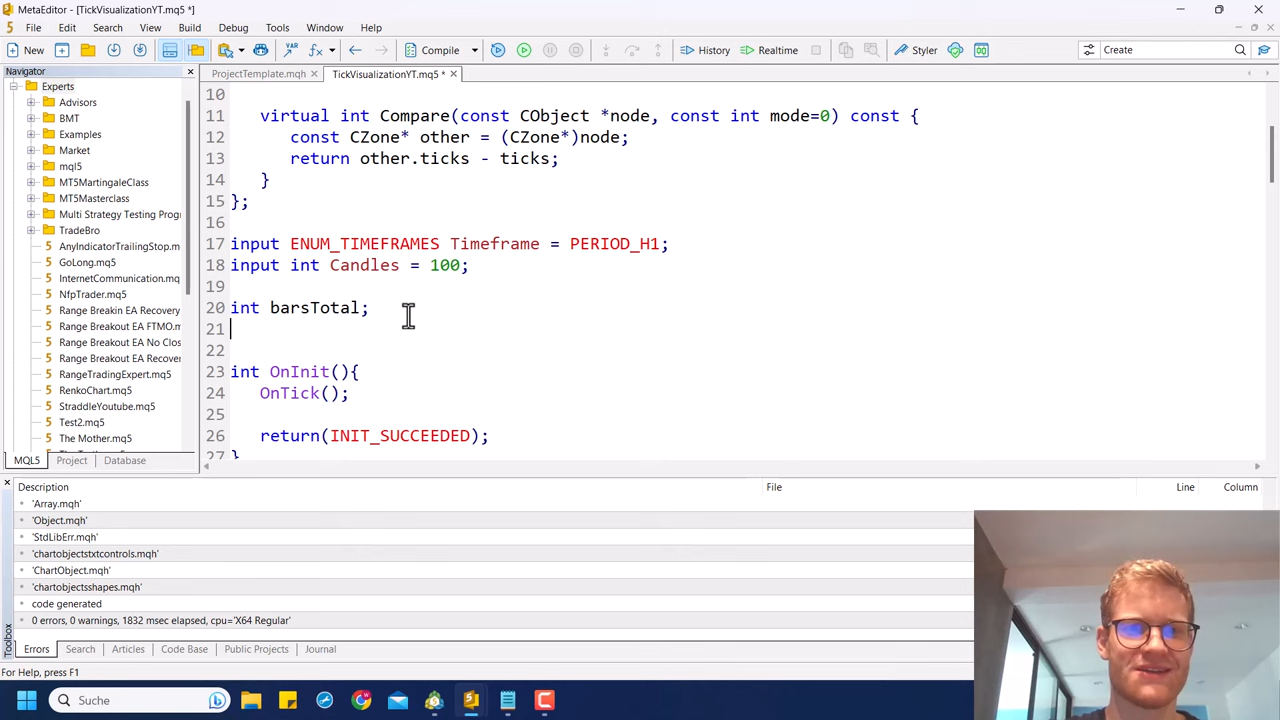 MetaEditor - [TickVisualizationYT.mq5 *]
File Edit Search View Insert Build Debug Tools Window Help
New Compile History Realtime Styler Create
Navigator
ProjectTemplate.mqh TickVisualizationYT.mq5 *
Experts
Advisors
BMT
Examples
Market
mql5
MT5MartingaleClass
MT5Masterclass
Multi Strategy Testing Progr
TradeBro
AnyIndicatorTrailingStop.m
GoLong.mq5
InternetCommunication.mq
NfpTrader.mq5
Range Breakin EA Recovery
Range Breakout EA FTMO.m
Range Breakout EA No Clos
Range Breakout EA Recove
RangeTradingExpert.mq5
RenkoChart.mq5
StraddleYoutube.mq5
Test2.mq5
The Mother.mq5
MQL5 Project Database
10
11 virtual int Compare(const CObject *node, const int mode=0) const {
12 const CZone* other = (CZone*)node;
13 return other.ticks - ticks;
14 }
15 };
16
17 input ENUM_TIMEFRAMES Timeframe = PERIOD_H1;
18 input int Candles = 100;
19
20 int barsTotal;
21
22
23 int OnInit(){
24 OnTick();
25
26 return(INIT_SUCCEEDED);
27 }
Description File Line Column
'Array.mqh'
'Object.mqh'
'StdLibErr.mqh'
'chartobjectstxtcontrols.mqh'
'ChartObject.mqh'
'chartobjectsshapes.mqh'
code generated
0 errors, 0 warnings, 1832 msec elapsed, cpu='X64 Regular'
Toolbox
Errors Search Articles Code Base Public Projects Journal
For Help, press F1
Suche